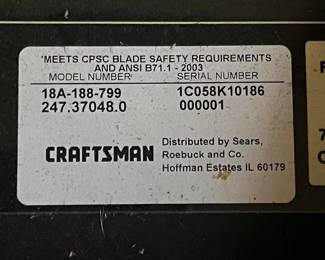 'MEETS CPSC BLADE SAFETY REQUIREMENTS
AND ANSI B71.1 - 2003
MODEL NUMBER SERIAL NUMBER
18A-188-799 1C058K10186
247.37048.0 000001
CRAFTSMAN
Distributed by Sears,
Roebuck and Co.
Hoffman Estates IL 60179